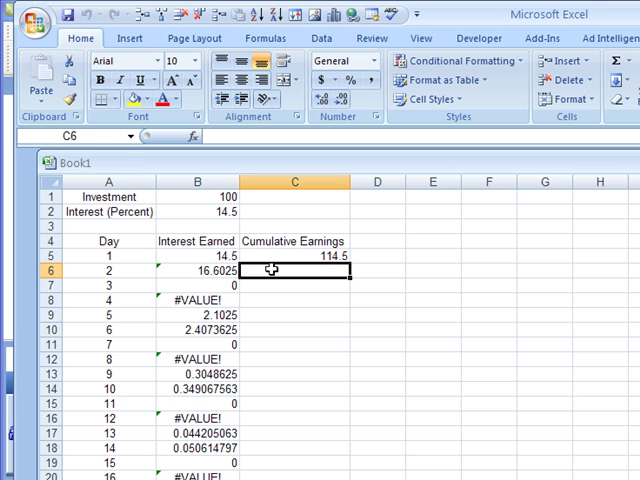 Microsoft Excel
Home Insert Page Layout Formulas Data Review View Developer Add-Ins Ad Intelligen
Paste
Arial 10
B I U A A
General
$ % ,
Conditional Formatting
Format as Table
Cell Styles
Insert
Delete
Format
Σ
Clipboard Font Alignment Number Styles Cells
C6 fx
Book1
A B C D E F G H
1 Investment 100
2 Interest (Percent) 14.5
3
4 Day Interest Earned Cumulative Earnings
5 1 14.5 114.5
6 2 16.6025
7 3 0
8 4 #VALUE!
9 5 2.1025
10 6 2.4073625
11 7 0
12 8 #VALUE!
13 9 0.3048625
14 10 0.349067563
15 11 0
16 12 #VALUE!
17 13 0.044205063
18 14 0.050614797
19 15 0
20 16 #VALUE!